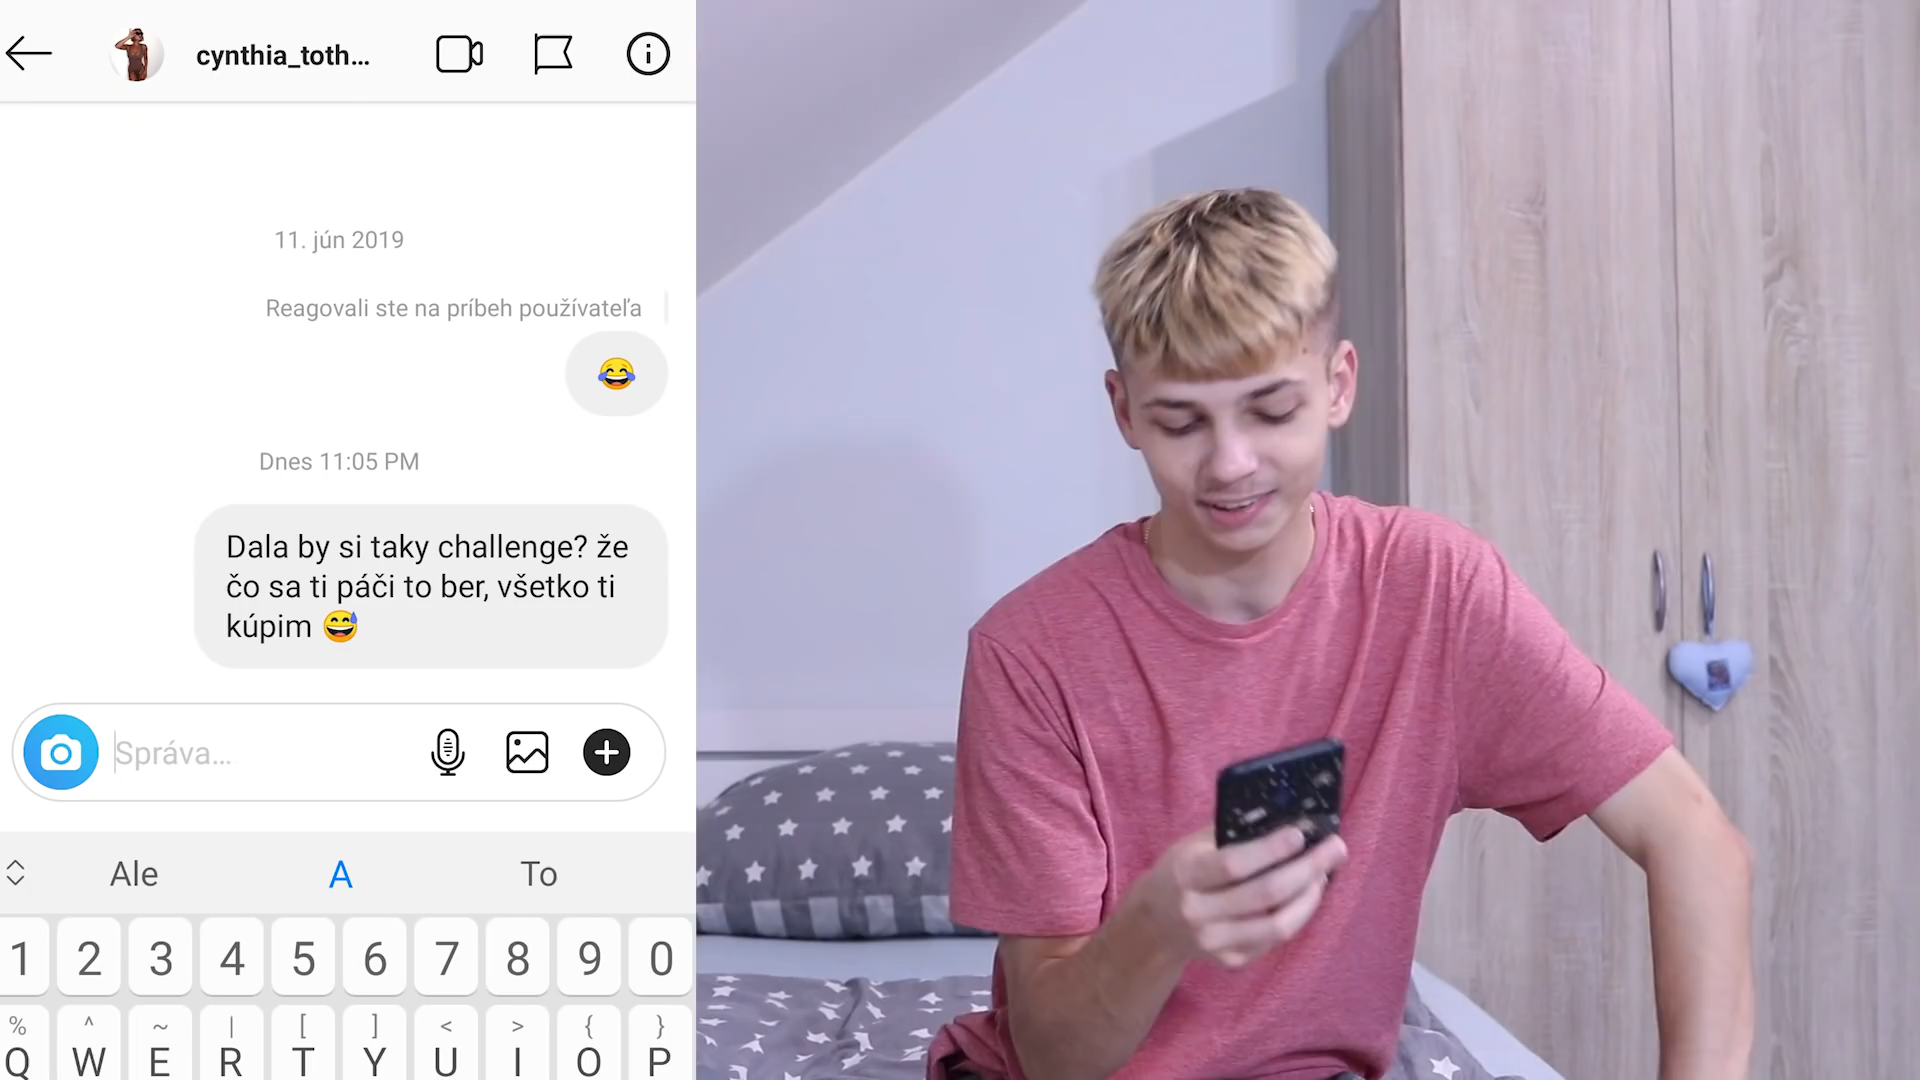 cynthia_toth...
11. jún 2019
Reagovali ste na príbeh používateľa
😂
Dnes 11:05 PM
Dala by si taky challenge? že
čo sa ti páči to ber, všetko ti
kúpim 😅
Správa...
Ale A To
1 2 3 4 5 6 7 8 9 0
% ^ ~ | [ ] < > { }
Q W E R T Y U I O P